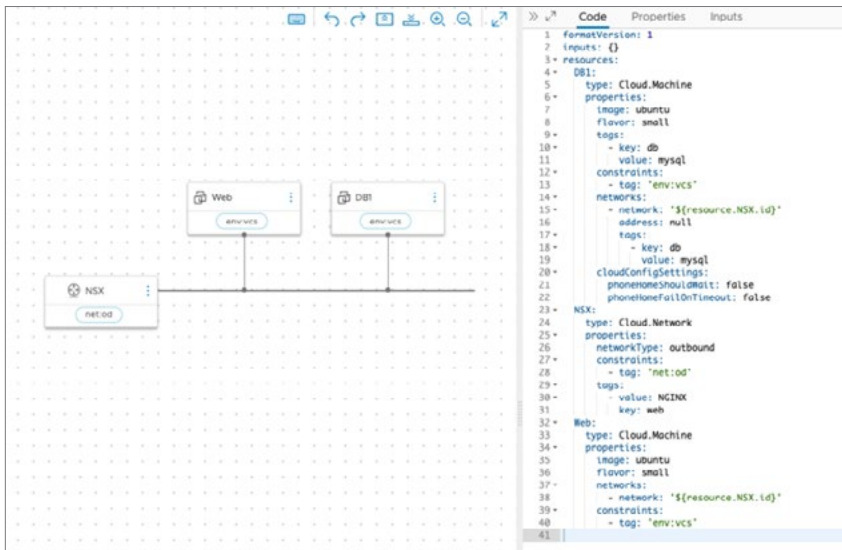 Code Properties Inputs
Web
env:vcs
DB1
env:vcs
NSX
net:od
1 formatVersion: 1
2 inputs: {}
3 resources:
4 DB1:
5 type: Cloud.Machine
6 properties:
7 image: ubuntu
8 flavor: small
9 tags:
10 - key: db
11 value: mysql
12 constraints:
13 - tag: 'env:vcs'
14 networks:
15 - network: '${resource.NSX.id}'
16 address: null
17 tags:
18 - key: db
19 value: mysql
20 cloudConfigSettings:
21 phoneHomeShouldWait: false
22 phoneHomeFailOnTimeout: false
23 NSX:
24 type: Cloud.Network
25 properties:
26 networkType: outbound
27 constraints:
28 - tag: 'net:od'
29 tags:
30 - value: NGINX
31 key: web
32 Web:
33 type: Cloud.Machine
34 properties:
35 image: ubuntu
36 flavor: small
37 networks:
38 - network: '${resource.NSX.id}'
39 constraints:
40 - tag: 'env:vcs'
41